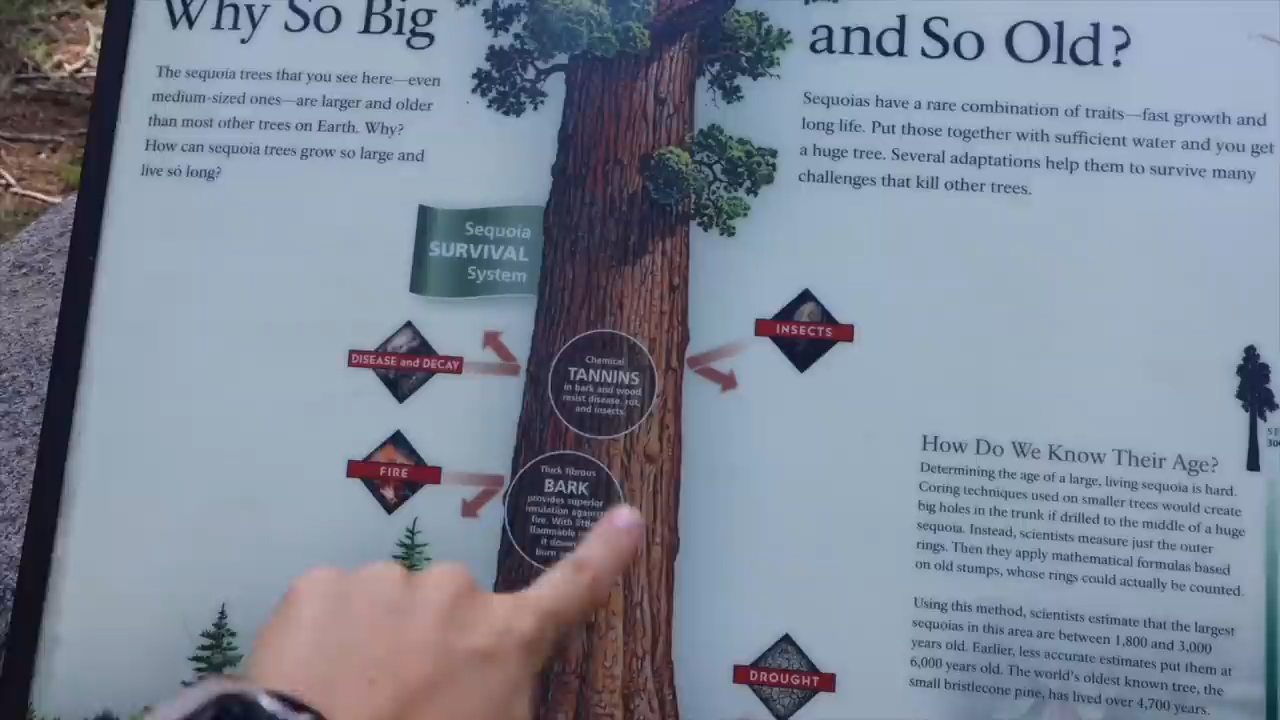 Why So Big
and So Old?
The sequoia trees that you see here—even
medium-sized ones—are larger and older
than most other trees on Earth. Why?
How can sequoia trees grow so large and
live so long?
Sequoias have a rare combination of traits—fast growth and
long life. Put those together with sufficient water and you get
a huge tree. Several adaptations help them to survive many
challenges that kill other trees.
Sequoia
SURVIVAL
System
DISEASE and DECAY
INSECTS
Chemical
TANNINS
in bark and wood
resist disease, rot,
and insects.
FIRE
Thick fibrous
BARK
provides superior
insulation against
fire. With little
flammable
it
burn
DROUGHT
How Do We Know Their Age?
Determining the age of a large, living sequoia is hard.
Coring techniques used on smaller trees would create
big holes in the trunk if drilled to the middle of a huge
sequoia. Instead, scientists measure just the outer
rings. Then they apply mathematical formulas based
on old stumps, whose rings could actually be counted.
Using this method, scientists estimate that the largest
sequoias in this area are between 1,800 and 3,000
years old. Earlier, less accurate estimates put them at
6,000 years old. The world's oldest known tree, the
small bristlecone pine, has lived over 4,700 years.